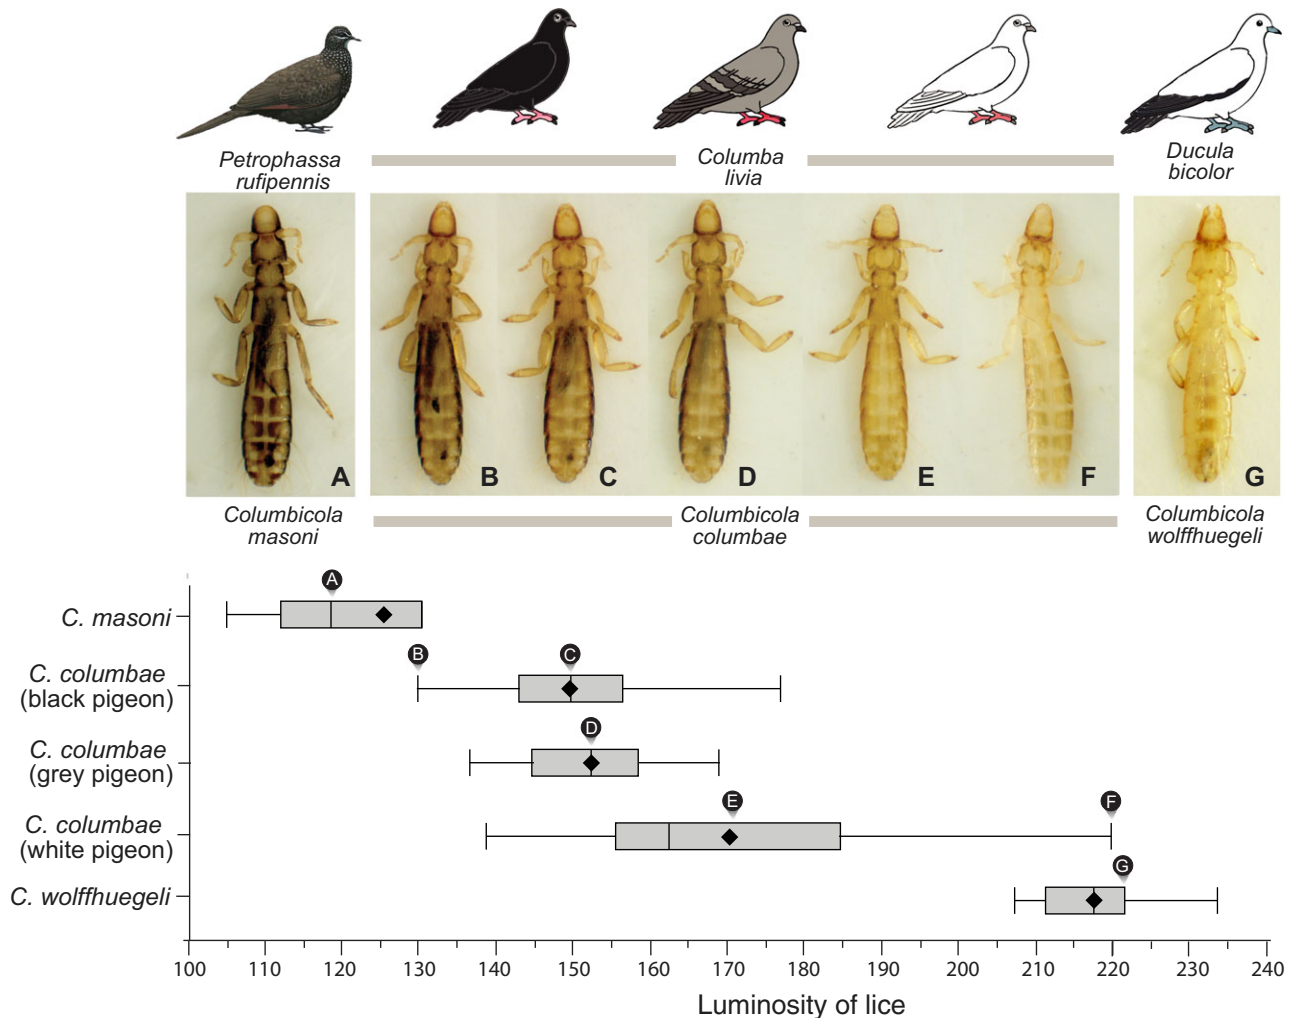 Petrophassa
rufipennis
Columba
livia
Ducula
bicolor
A
B
C
D
E
F
G
Columbicola
masoni
Columbicola
columbae
Columbicola
wolffhuegeli
A
C. masoni
B
C
C. columbae
(black pigeon)
D
C. columbae
(grey pigeon)
E
F
C. columbae
(white pigeon)
G
C. wolffhuegeli
100 110 120 130 140 150 160 170 180 190 200 210 220 230 240
Luminosity of lice